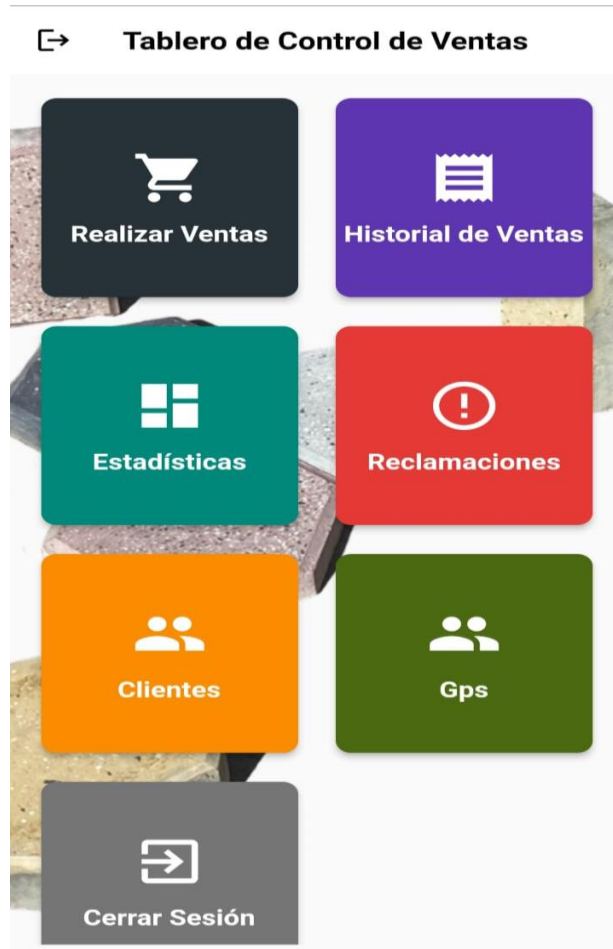 Tablero de Control de Ventas
Realizar Ventas
Historial de Ventas
Estadísticas
Reclamaciones
Clientes
Gps
Cerrar Sesión